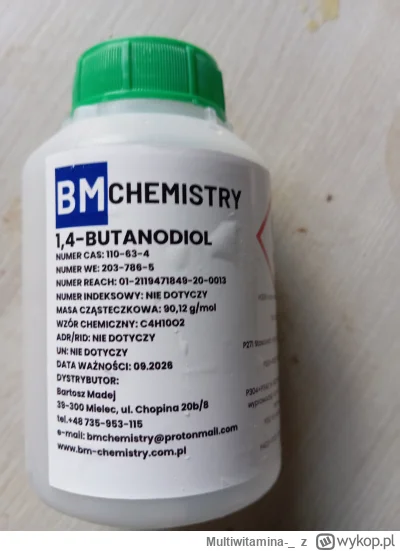 BM CHEMISTRY
1,4-BUTANODIOL
NUMER CAS: 110-63-4
NUMER WE: 203-786-5
NUMER REACH: 01-2119471849-20-0013
NUMER INDEKSOWY: NIE DOTYCZY
MASA CZĄSTECZKOWA: 90,12 g/mol
WZÓR CHEMICZNY: C4H10O2
ADR/RID: NIE DOTYCZY
UN: NIE DOTYCZY
DATA WAŻNOŚCI: 09.2026
DYSTRYBUTOR:
Bartosz Madej
39-300 Mielec, ul. Chopina 20b/8
tel.+48 735-953-115
e-mail: bmchemistry@protonmail.com
www.bm-chemistry.com.pl
Multiwitamina-_ z wykop.pl